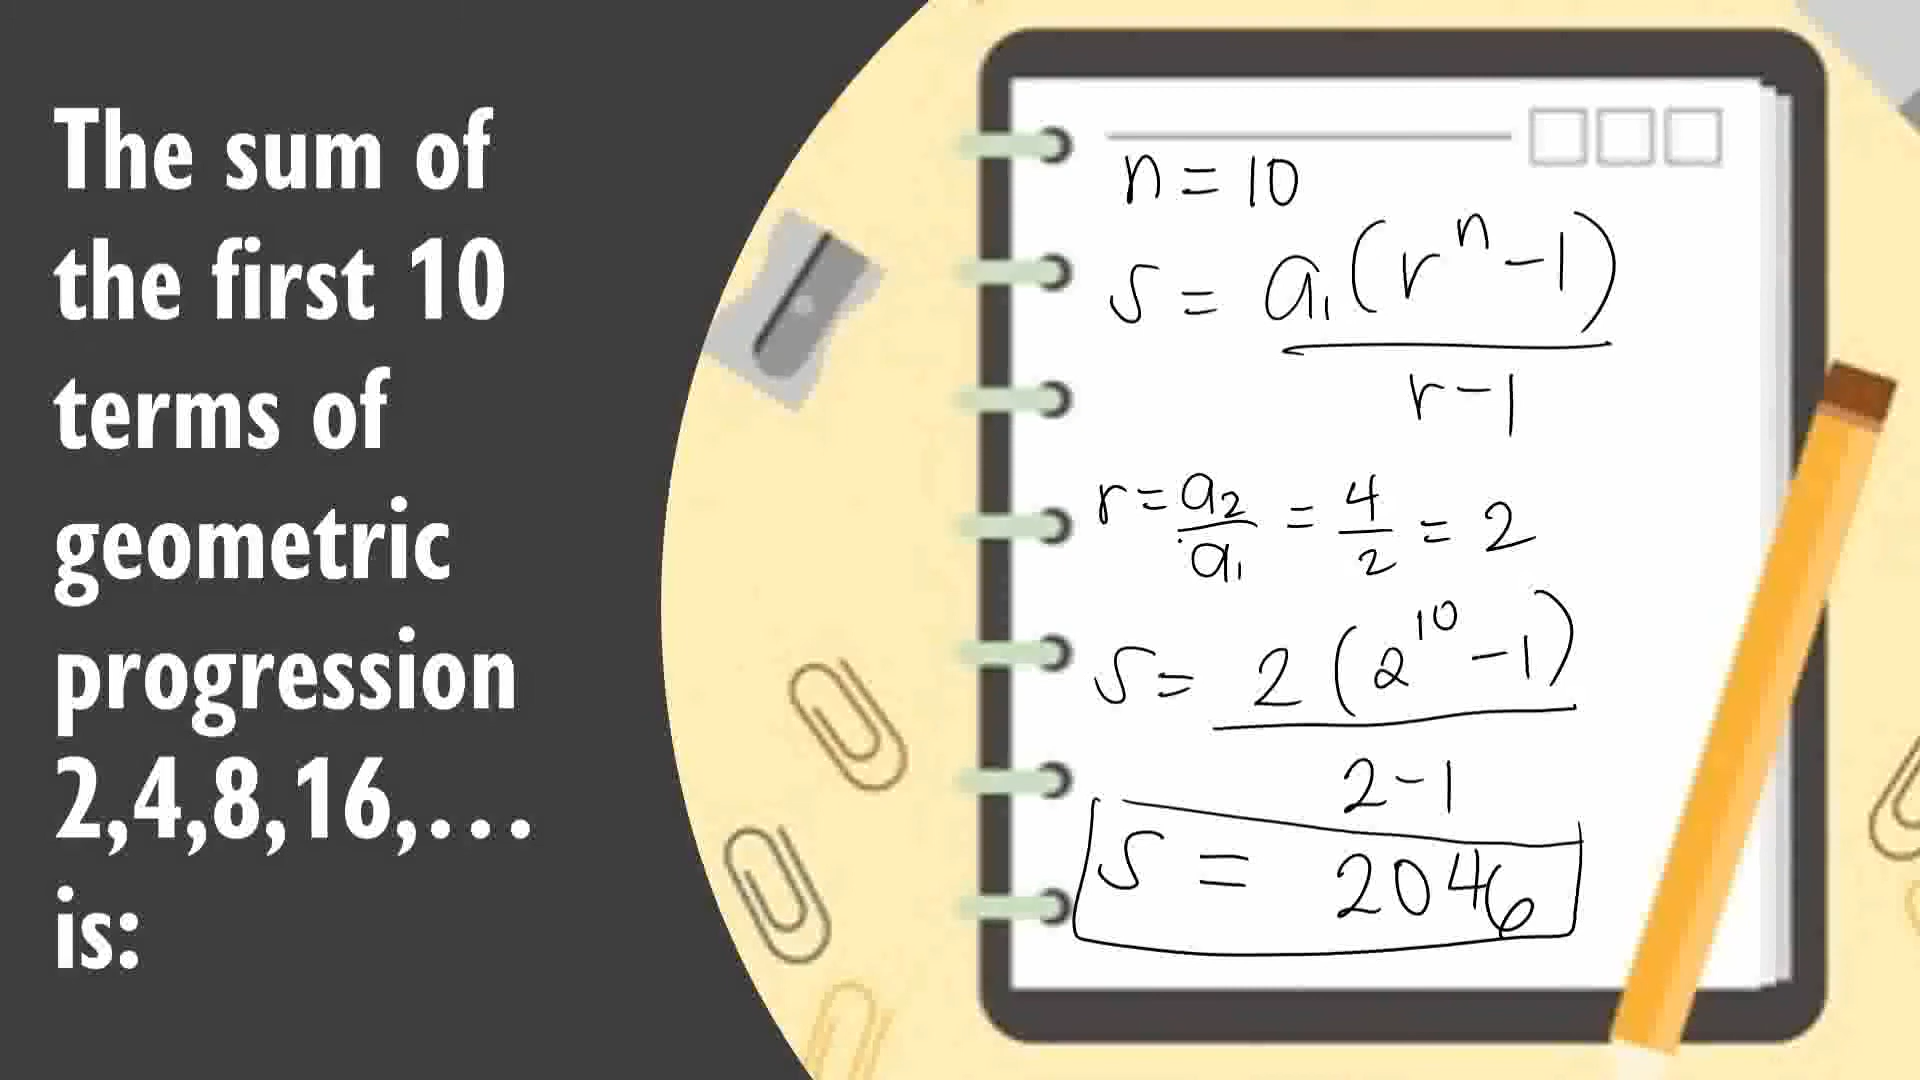 The sum of
the first 10
terms of
geometric
progression
2,4,8,16,...
is:
n = 10
S = a₁(rⁿ-1)
r-1
r = a₂/a₁ = 4/2 = 2
S = 2(2¹⁰-1)
2-1
S = 2046